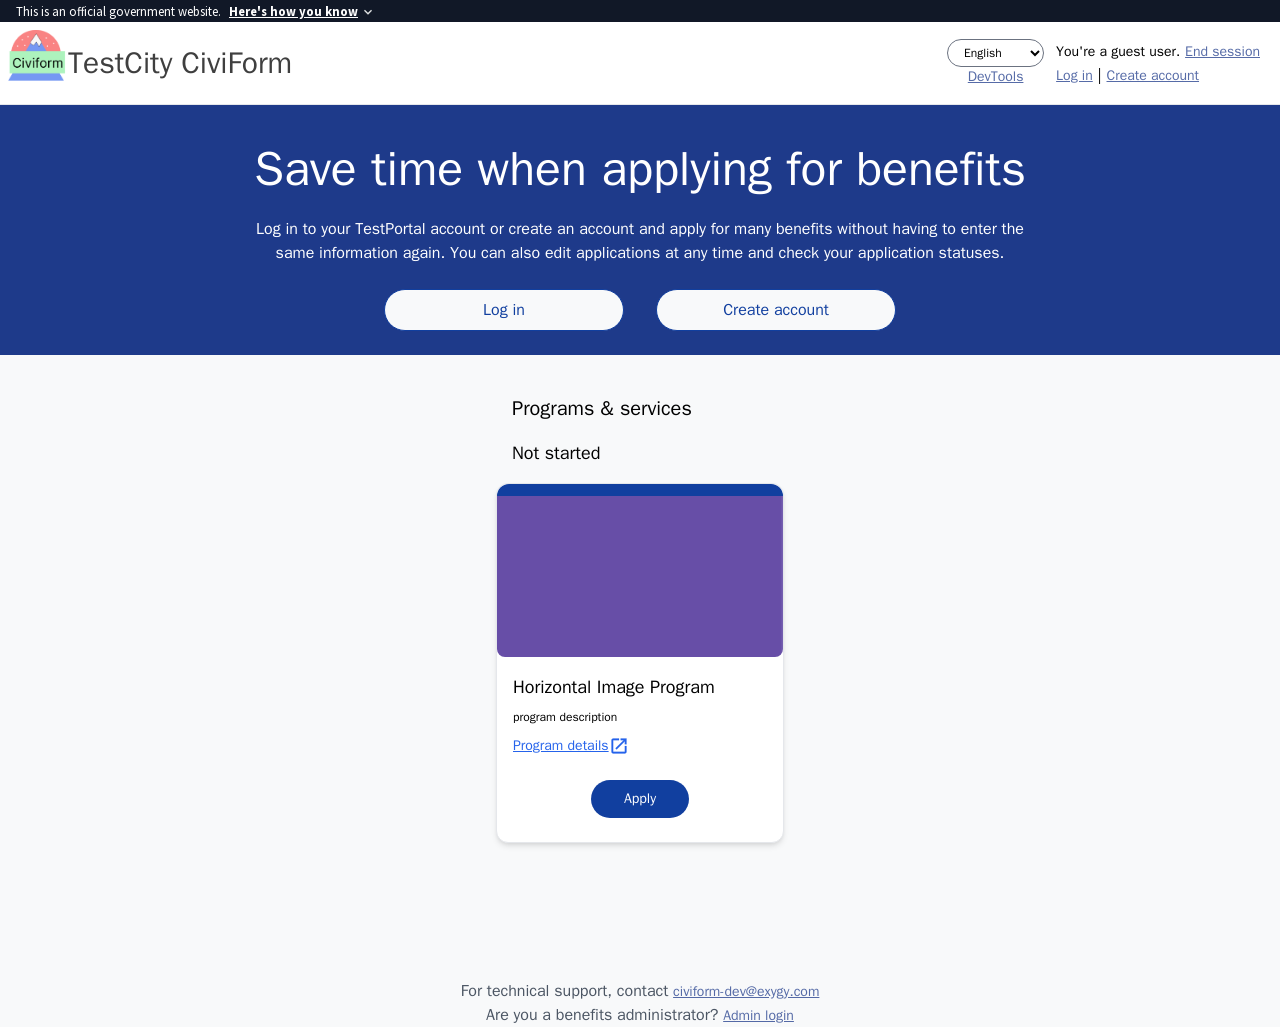 This is an official government website. Here's how you know
Civiform TestCity CiviForm
English
DevTools
You're a guest user. End session
Log in | Create account
Save time when applying for benefits
Log in to your TestPortal account or create an account and apply for many benefits without having to enter the
same information again. You can also edit applications at any time and check your application statuses.
Log in
Create account
Programs & services
Not started
Horizontal Image Program
program description
Program details
Apply
For technical support, contact civiform-dev@exygy.com
Are you a benefits administrator? Admin login